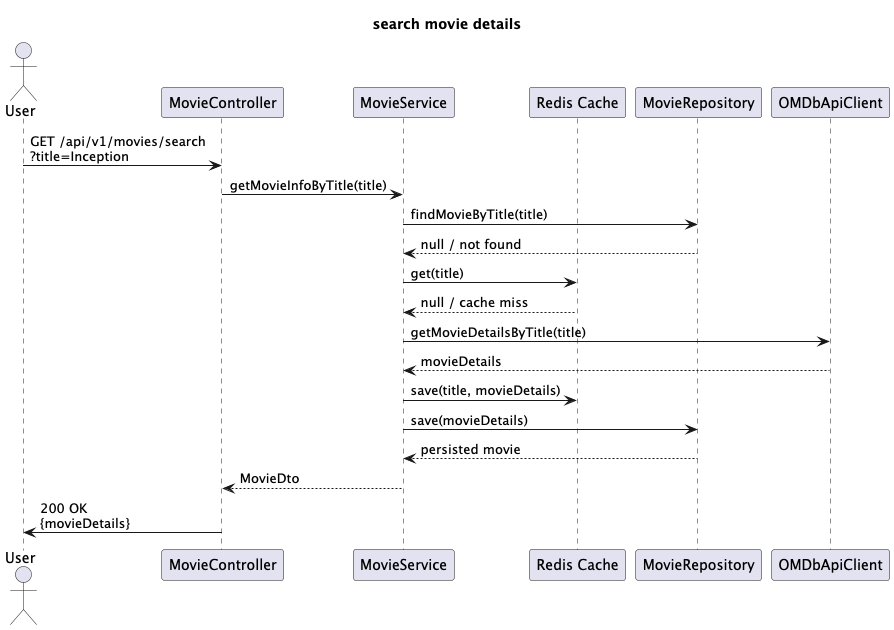 search movie details
User
MovieController
MovieService
Redis Cache
MovieRepository
OMDbApiClient
GET /api/v1/movies/search
?title=Inception
getMovieInfoByTitle(title)
findMovieByTitle(title)
null / not found
get(title)
null / cache miss
getMovieDetailsByTitle(title)
movieDetails
save(title, movieDetails)
save(movieDetails)
persisted movie
MovieDto
200 OK
{movieDetails}
User
MovieController
MovieService
Redis Cache
MovieRepository
OMDbApiClient